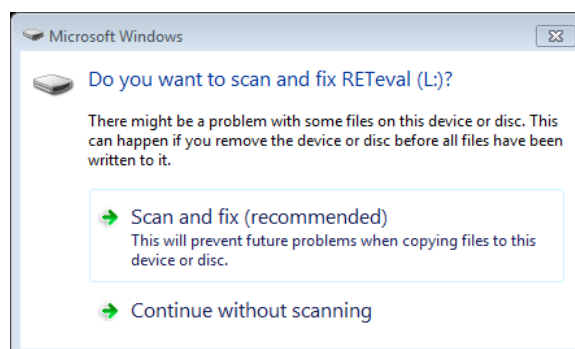 Microsoft Windows
Do you want to scan and fix RETeval (L:)?
There might be a problem with some files on this device or disc. This
can happen if you remove the device or disc before all files have been
written to it.
Scan and fix (recommended)
This will prevent future problems when copying files to this
device or disc.
Continue without scanning